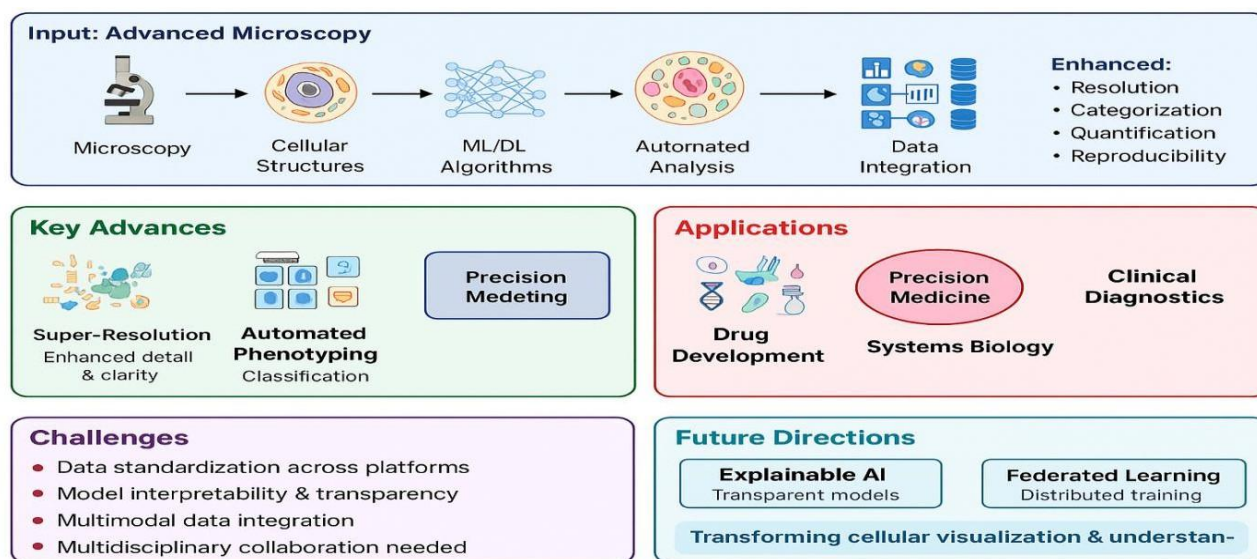 Input: Advanced Microscopy
Microscopy
Cellular
Structures
ML/DL
Algorithms
Autornated
Analysis
Data
Integration
Enhanced:
• Resolution
• Categorization
• Quantification
• Reproducibility
Key Advances
Super-Resolution
Enhanced detall
& clarity
Automated
Phenotyping
Classification
Precision
Medeting
Applications
Drug
Development
Precision
Medicine
Systems Biology
Clinical
Diagnostics
Challenges
• Data standardization across platforms
• Model interpretability & transparency
• Multimodal data integration
• Multidisciplinary collaboration needed
Future Directions
Explainable AI
Transparent models
Federated Learning
Distributed training
Transforming cellular visualization & understan-